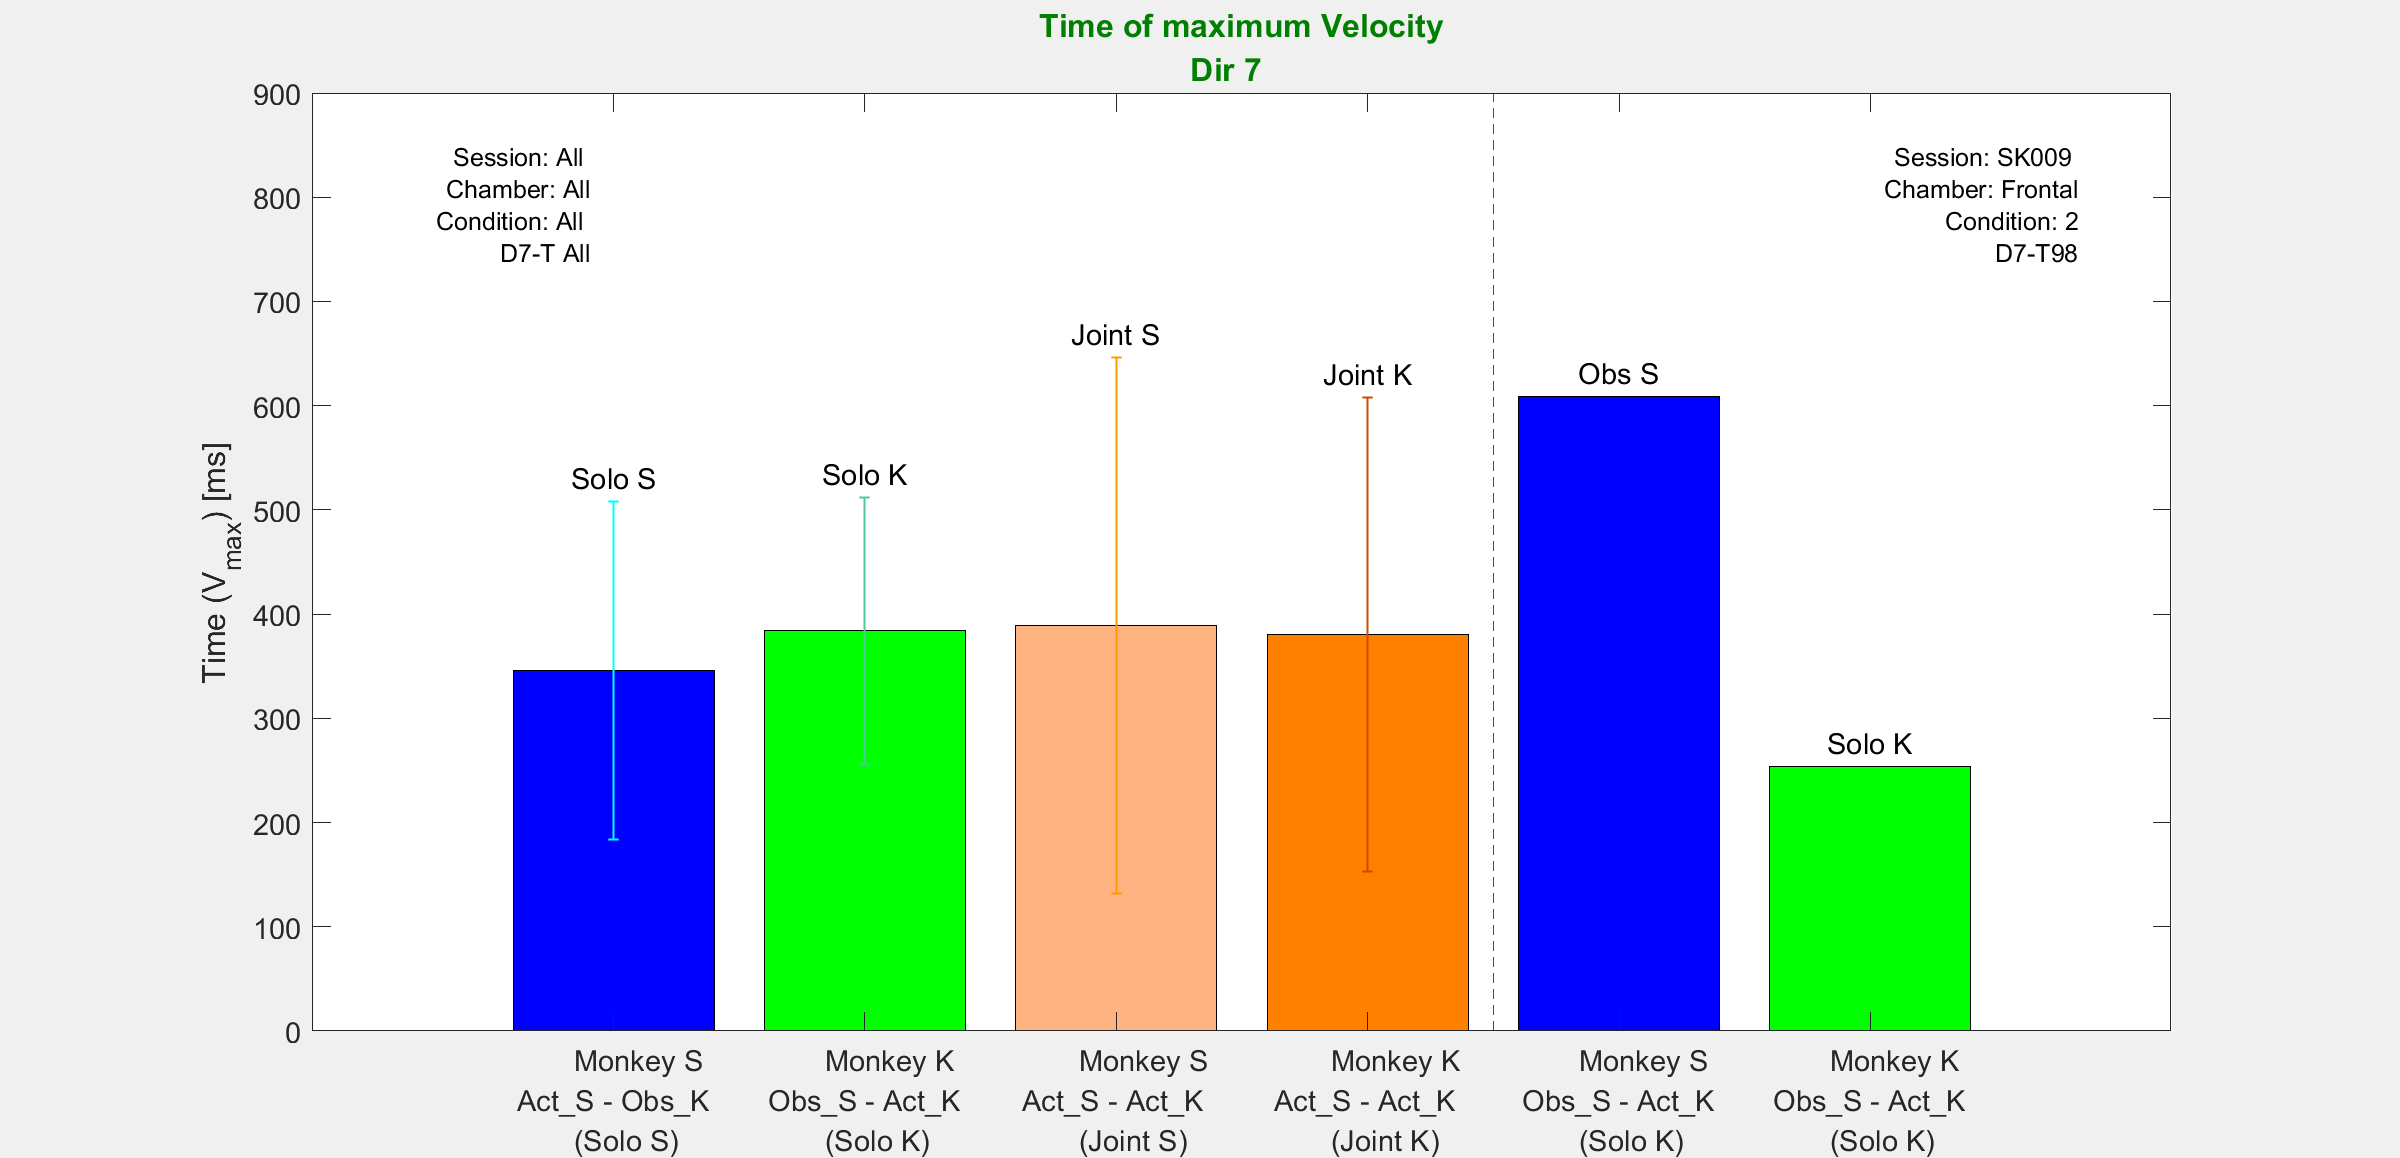 Time of maximum Velocity
Dir 7
900
800
700
600
500
400
300
200
100
0
Time (Vmax) [ms]
Session: All
Chamber: All
Condition: All
D7-T All
Session: SK009
Chamber: Frontal
Condition: 2
D7-T98
Solo S
Solo K
Joint S
Joint K
Obs S
Solo K
Monkey S
Act_S - Obs_K
(Solo S)
Monkey K
Obs_S - Act_K
(Solo K)
Monkey S
Act_S - Act_K
(Joint S)
Monkey K
Act_S - Act_K
(Joint K)
Monkey S
Obs_S - Act_K
(Solo K)
Monkey K
Obs_S - Act_K
(Solo K)